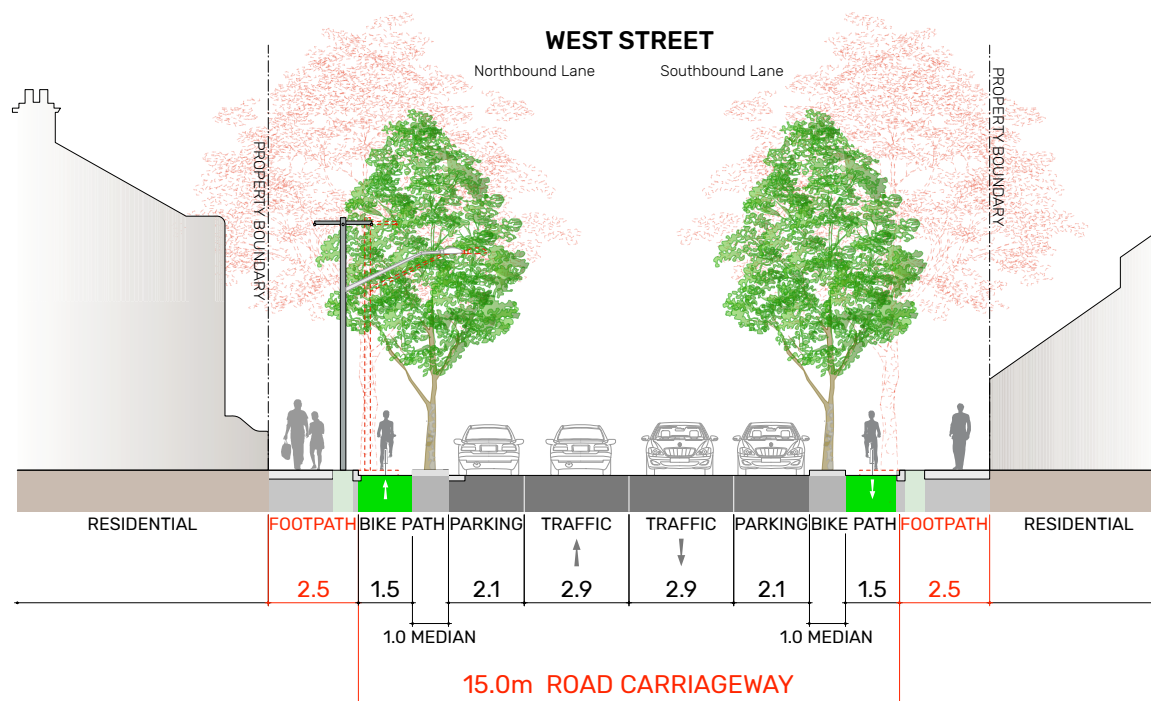 WEST STREET
Northbound Lane
Southbound Lane
PROPERTY BOUNDARY
PROPERTY BOUNDARY
RESIDENTIAL
FOOTPATH
BIKE PATH
PARKING
TRAFFIC
TRAFFIC
PARKING
BIKE PATH
FOOTPATH
RESIDENTIAL
2.5
1.5
2.1
2.9
2.9
2.1
1.5
2.5
1.0 MEDIAN
1.0 MEDIAN
15.0m ROAD CARRIAGEWAY